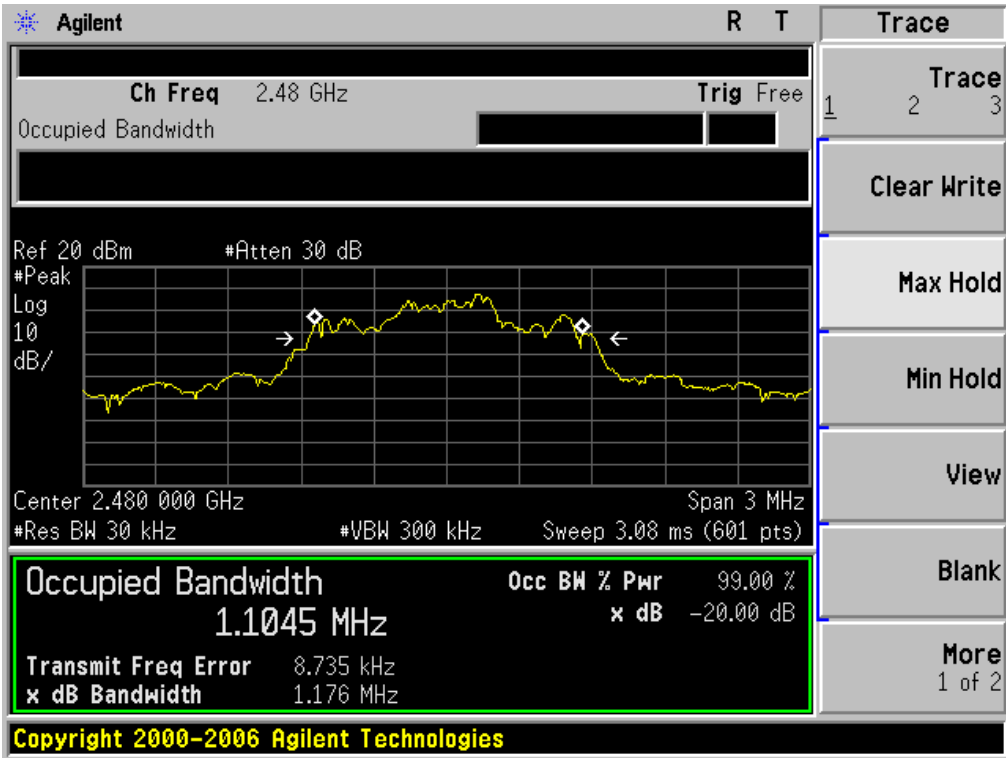 Agilent R T
Ch Freq 2.48 GHz Trig Free
Occupied Bandwidth
Ref 20 dBm #Atten 30 dB
#Peak
Log
10
dB/
Center 2.480 000 GHz Span 3 MHz
#Res BW 30 kHz #VBW 300 kHz Sweep 3.08 ms (601 pts)
Occupied Bandwidth Occ BW % Pwr 99.00 %
1.1045 MHz x dB -20.00 dB
Transmit Freq Error 8.735 kHz
x dB Bandwidth 1.176 MHz
Copyright 2000-2006 Agilent Technologies
Trace
Trace
1 2 3
Clear Write
Max Hold
Min Hold
View
Blank
More
1 of 2